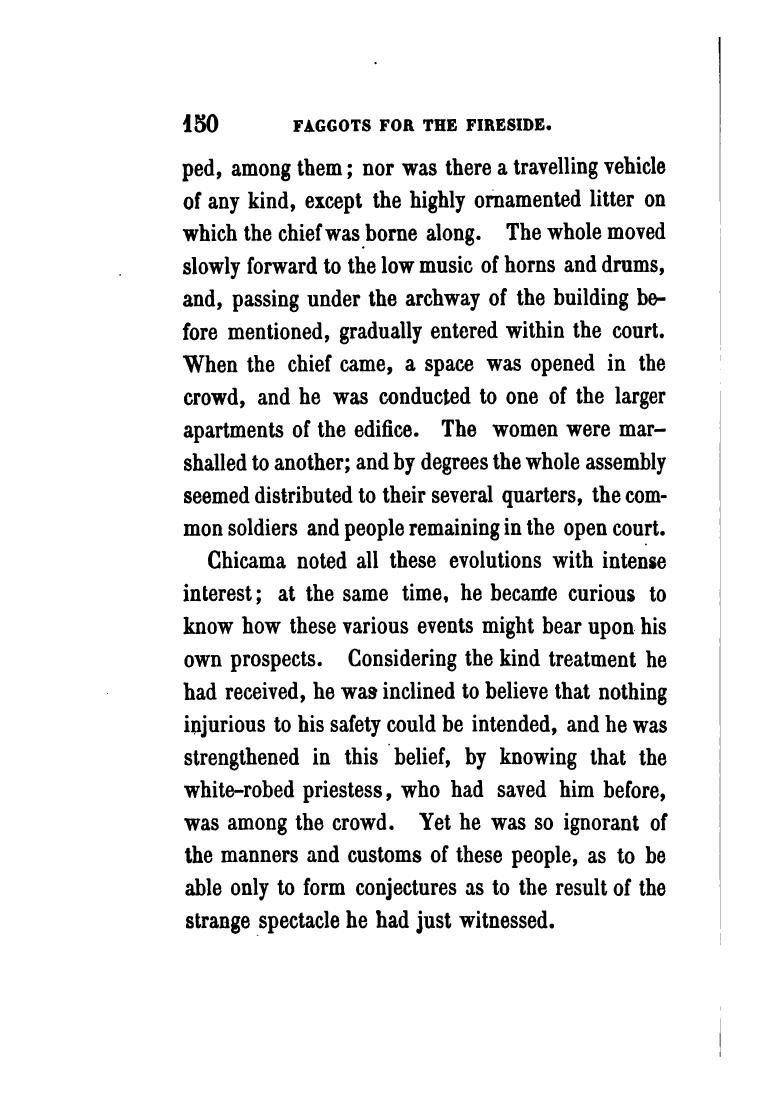 150 FAGGOTS FOR THE FIRESIDE.
ped, among them; nor was there a travelling vehicle
of any kind, except the highly ornamented litter on
which the chief was borne along. The whole moved
slowly forward to the low music of horns and drums,
and, passing under the archway of the building be-
fore mentioned, gradually entered within the court.
When the chief came, a space was opened in the
crowd, and he was conducted to one of the larger
apartments of the edifice. The women were mar-
shalled to another; and by degrees the whole assembly
seemed distributed to their several quarters, the com-
mon soldiers and people remaining in the open court.
Chicama noted all these evolutions with intense
interest; at the same time, he became curious to
know how these various events might bear upon his
own prospects. Considering the kind treatment he
had received, he was inclined to believe that nothing
injurious to his safety could be intended, and he was
strengthened in this belief, by knowing that the
white-robed priestess, who had saved him before,
was among the crowd. Yet he was so ignorant of
the manners and customs of these people, as to be
able only to form conjectures as to the result of the
strange spectacle he had just witnessed.